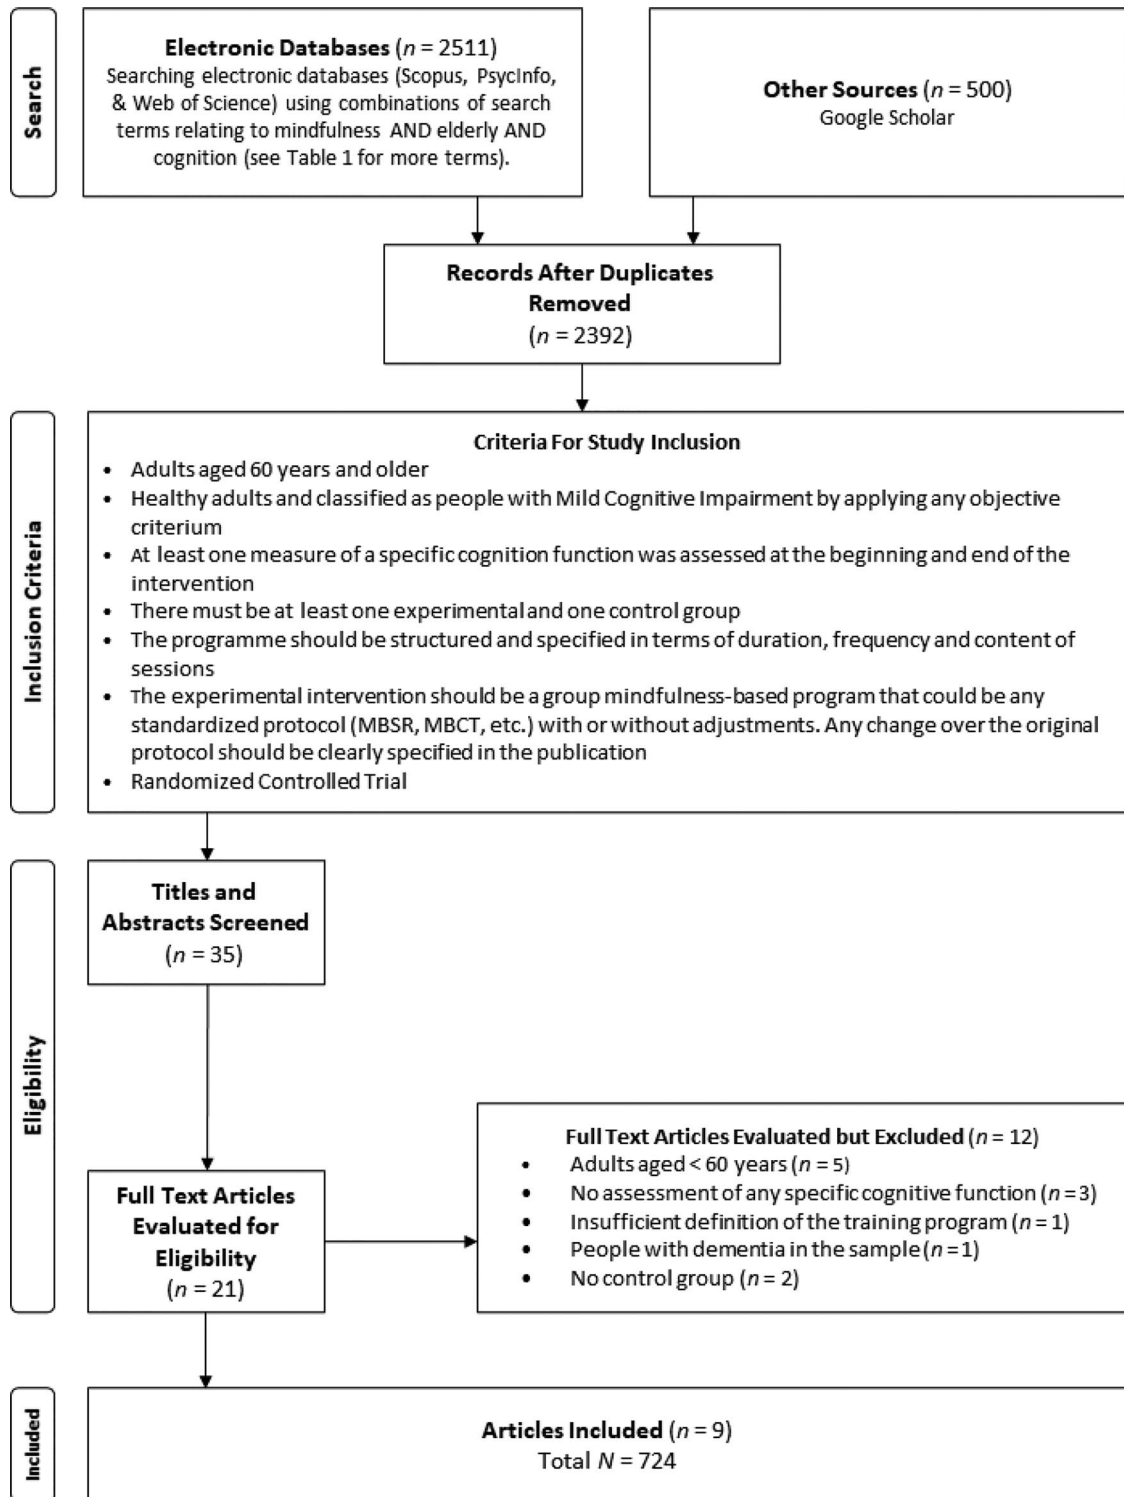 Search
Electronic Databases (n = 2511)
Searching electronic databases (Scopus, PsycInfo,
& Web of Science) using combinations of search
terms relating to mindfulness AND elderly AND
cognition (see Table 1 for more terms).
Other Sources (n = 500)
Google Scholar
Records After Duplicates
Removed
(n = 2392)
Inclusion Criteria
Criteria For Study Inclusion
• Adults aged 60 years and older
• Healthy adults and classified as people with Mild Cognitive Impairment by applying any objective
criterium
• At least one measure of a specific cognition function was assessed at the beginning and end of the
intervention
• There must be at least one experimental and one control group
• The programme should be structured and specified in terms of duration, frequency and content of
sessions
• The experimental intervention should be a group mindfulness-based program that could be any
standardized protocol (MBSR, MBCT, etc.) with or without adjustments. Any change over the original
protocol should be clearly specified in the publication
• Randomized Controlled Trial
Eligibility
Titles and
Abstracts Screened
(n = 35)
Full Text Articles
Evaluated for
Eligibility
(n = 21)
Full Text Articles Evaluated but Excluded (n = 12)
• Adults aged < 60 years (n = 5)
• No assessment of any specific cognitive function (n = 3)
• Insufficient definition of the training program (n = 1)
• People with dementia in the sample (n = 1)
• No control group (n = 2)
Included
Articles Included (n = 9)
Total N = 724